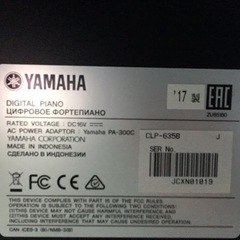 YAMAHA
'17
EAC
DIGITAL PIANO
ЦИФРОВОЕ ФОРТЕПИАНО
RATED VOLTAGE : DC16V
AC POWER ADAPTOR : Yamaha PA-300C
YAMAHA CORPORATION
MADE IN INDONESIA
СДЕЛАНО В ИНДОНЕЗИИ
CLP-635B J
SER No.
JCXN01019
THIS DEVICE COMPLIES WITH PART 15 OF THE FCC RULES.
OPERATION IS SUBJECT TO THE FOLLOWING TWO CONDITIONS:
(1) THIS DEVICE MAY NOT CAUSE HARMFUL INTERFERENCE, AND
(2) THIS DEVICE MUST ACCEPT ANY INTERFERENCE RECEIVED,
INCLUDING INTERFERENCE THAT MAY CAUSE UNDESIRED OPERATION.